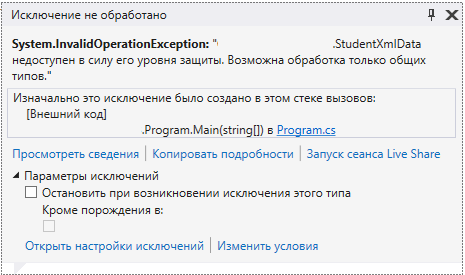 Исключение не обработано
System.InvalidOperationException: " .StudentXmlData
недоступен в силу его уровня защиты. Возможна обработка только общих
типов."
Изначально это исключение было создано в этом стеке вызовов:
[Внешний код]
.Program.Main(string[]) в Program.cs
Просмотреть сведения | Копировать подробности | Запуск сеанса Live Share
Параметры исключений
Остановить при возникновении исключения этого типа
Кроме порождения в:
Открыть настройки исключений | Изменить условия